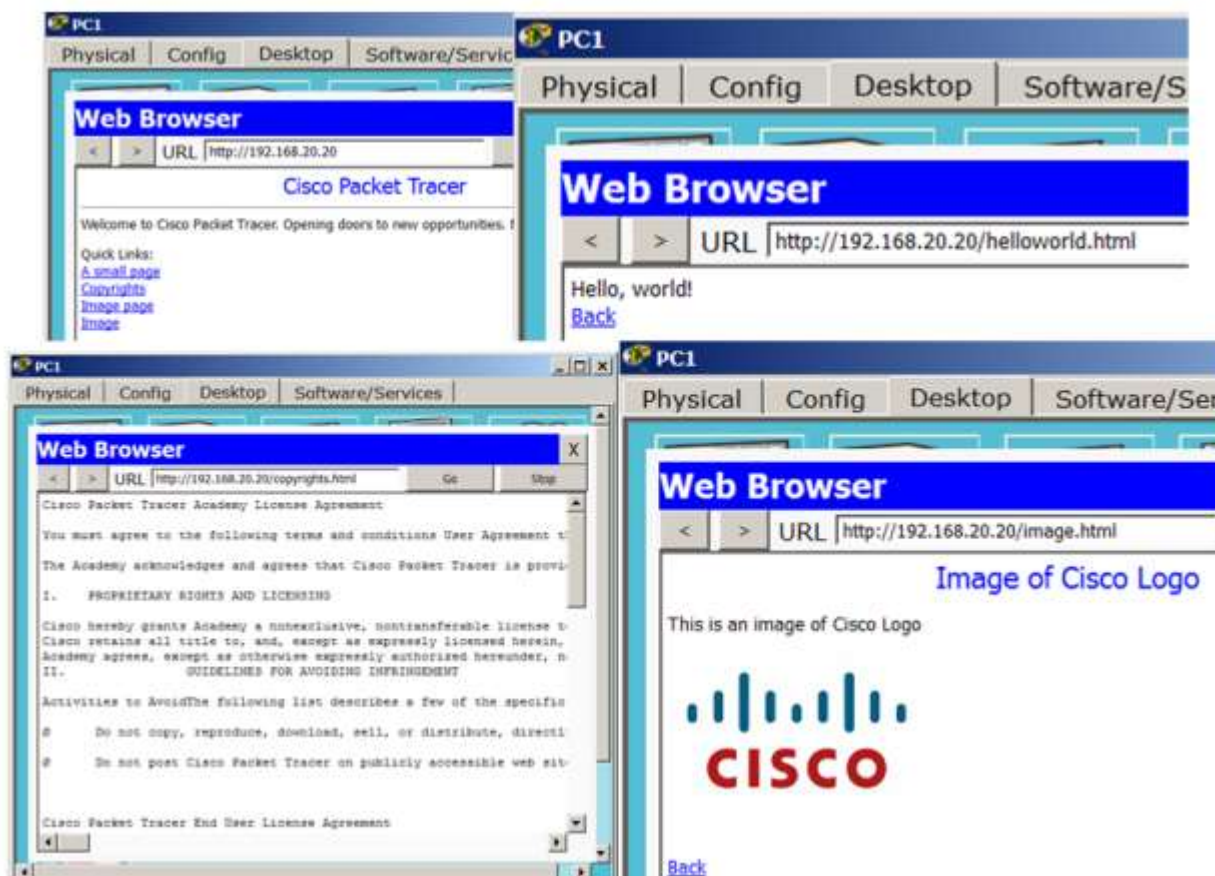 PC1
Physical Config Desktop Software/Servic
Web Browser
< > URL http://192.168.20.20
Cisco Packet Tracer
Welcome to Cisco Packet Tracer. Opening doors to new opportunities.
Quick Links:
A small page
Copyrights
Image page
Image
PC1
Physical Config Desktop Software/S
Web Browser
< > URL http://192.168.20.20/helloworld.html
Hello, world!
Back
PC1
Physical Config Desktop Software/Services
Web Browser X
< > URL http://192.168.20.20/copyrights.html Go Stop
Cisco Packet Tracer Academy License Agreement
You must agree to the following terms and conditions User Agreement t
The Academy acknowledges and agrees that Cisco Packet Tracer is provi
I. PROPRIETARY RIGHTS AND LICENSING
Cisco hereby grants Academy a nonexclusive, nontransferable license t
Cisco retains all title to, and, except as expressly licensed herein,
Academy agrees, except as otherwise expressly authorized hereunder, n
II. GUIDELINES FOR AVOIDING INFRINGEMENT
Activities to AvoidThe following list describes a few of the specific
Do not copy, reproduce, download, sell, or distribute, directl
Do not post Cisco Packet Tracer on publicly accessible web sit
Cisco Packet Tracer End User License Agreement
PC1
Physical Config Desktop Software/Ser
Web Browser
< > URL http://192.168.20.20/image.html
Image of Cisco Logo
This is an image of Cisco Logo
CISCO
Back